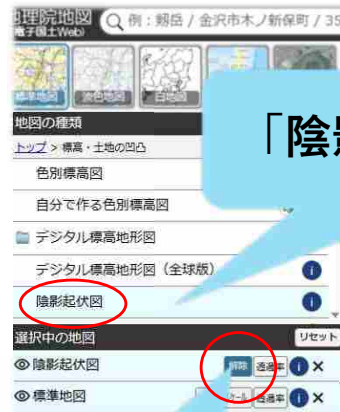 理院地図
電子国土Web)
例：剱岳 / 金沢市木ノ新保町 / 35
標準地図
淡色地図
白地図
「陰影
地図の種類
トップ > 標高・土地の凹凸
色別標高図
自分で作る色別標高図
デジタル標高地形図
デジタル標高地形図（全球版）
陰影起伏図
選択中の地図
リセット
陰影起伏図
解除 透過率
標準地図
透過率